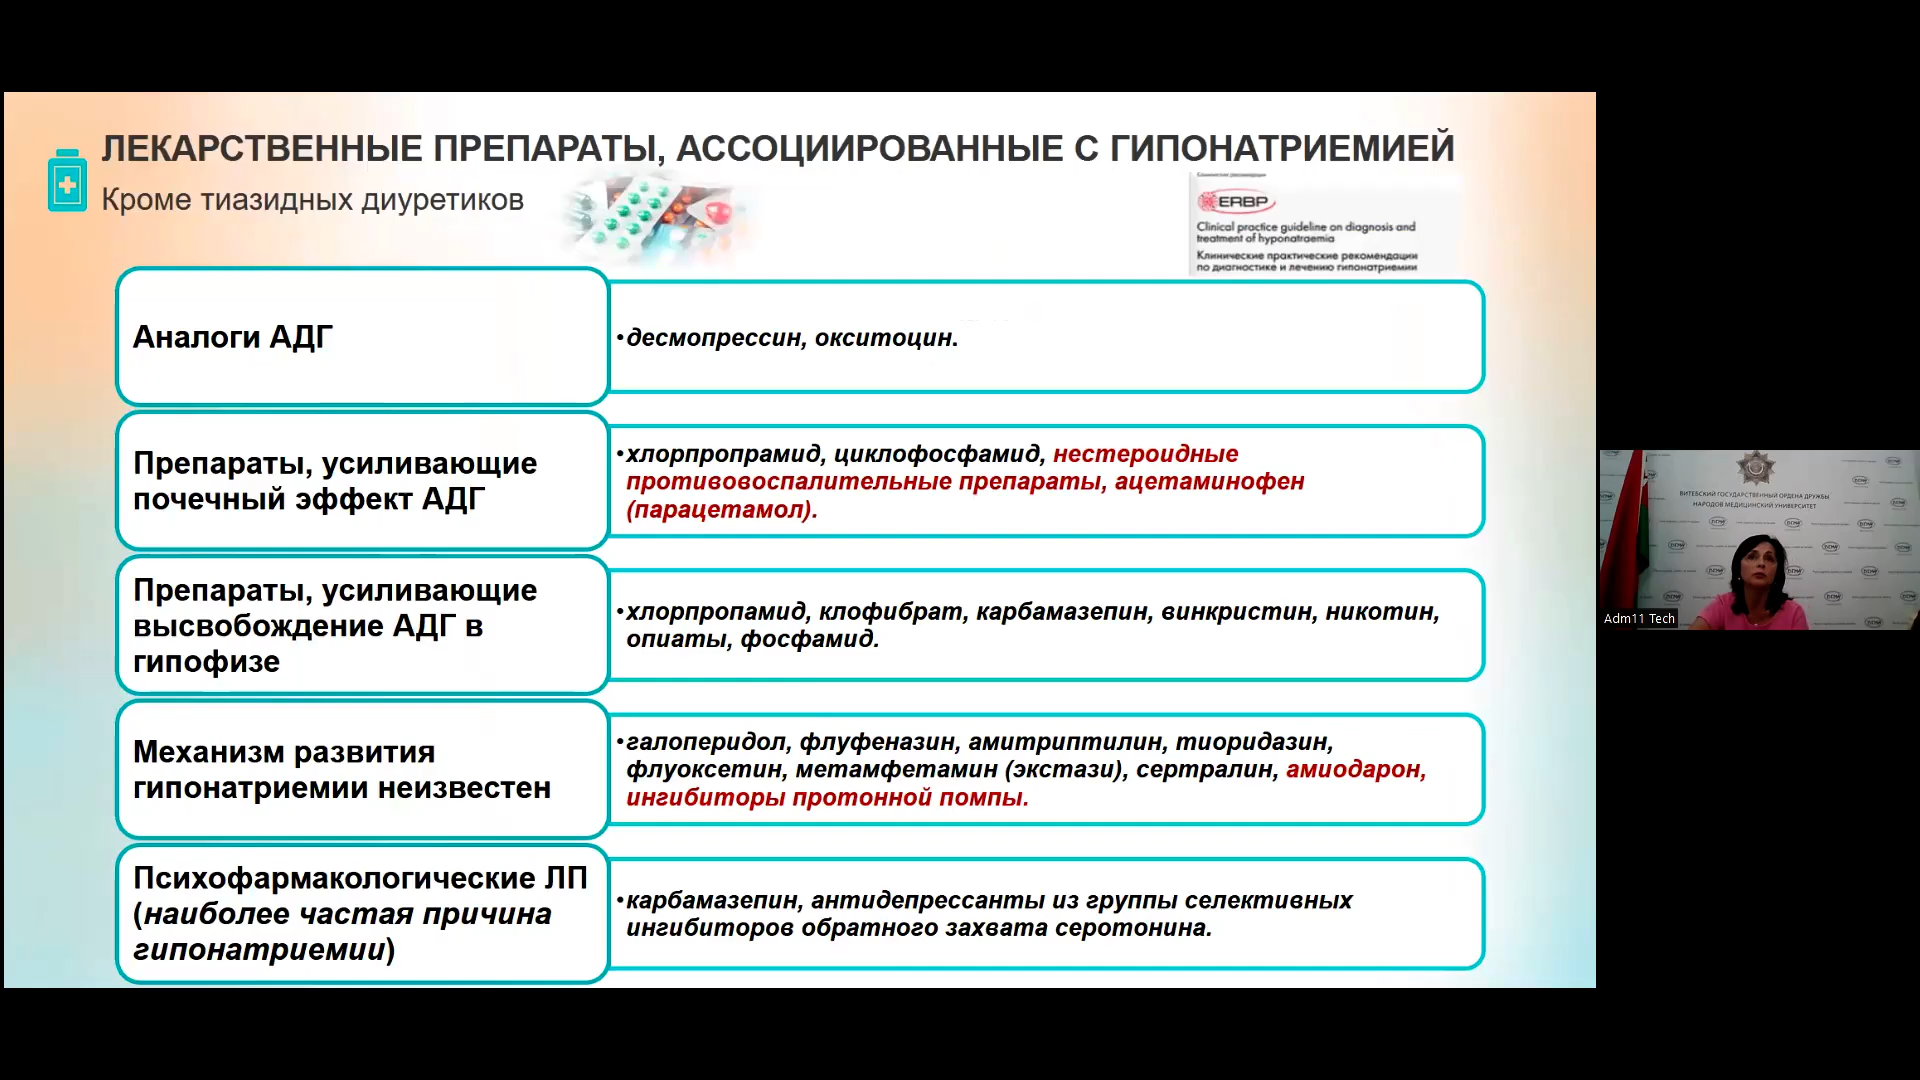 ЛЕКАРСТВЕННЫЕ ПРЕПАРАТЫ, АССОЦИИРОВАННЫЕ С ГИПОНАТРИЕМИЕЙ
Кроме тиазидных диуретиков
Клинические рекомендации
ERBP
Clinical practice guideline on diagnosis and
treatment of hyponatraemia
Клинические практические рекомендации
по диагностике и лечению гипонатриемии
Аналоги АДГ
•десмопрессин, окситоцин.
Препараты, усиливающие
почечный эффект АДГ
•хлорпропрамид, циклофосфамид, нестероидные
противовоспалительные препараты, ацетаминофен
(парацетамол).
Препараты, усиливающие
высвобождение АДГ в
гипофизе
•хлорпропамид, клофибрат, карбамазепин, винкристин, никотин,
опиаты, фосфамид.
Механизм развития
гипонатриемии неизвестен
•галоперидол, флуфеназин, амитриптилин, тиоридазин,
флуоксетин, метамфетамин (экстази), сертралин, амиодарон,
ингибиторы протонной помпы.
Психофармакологические ЛП
(наиболее частая причина
гипонатриемии)
•карбамазепин, антидепрессанты из группы селективных
ингибиторов обратного захвата серотонина.
ВИТЕБСКИЙ ГОСУДАРСТВЕННЫЙ ОРДЕНА ДРУЖБЫ
НАРОДОВ МЕДИЦИНСКИЙ УНИВЕРСИТЕТ
Adm11 Tech